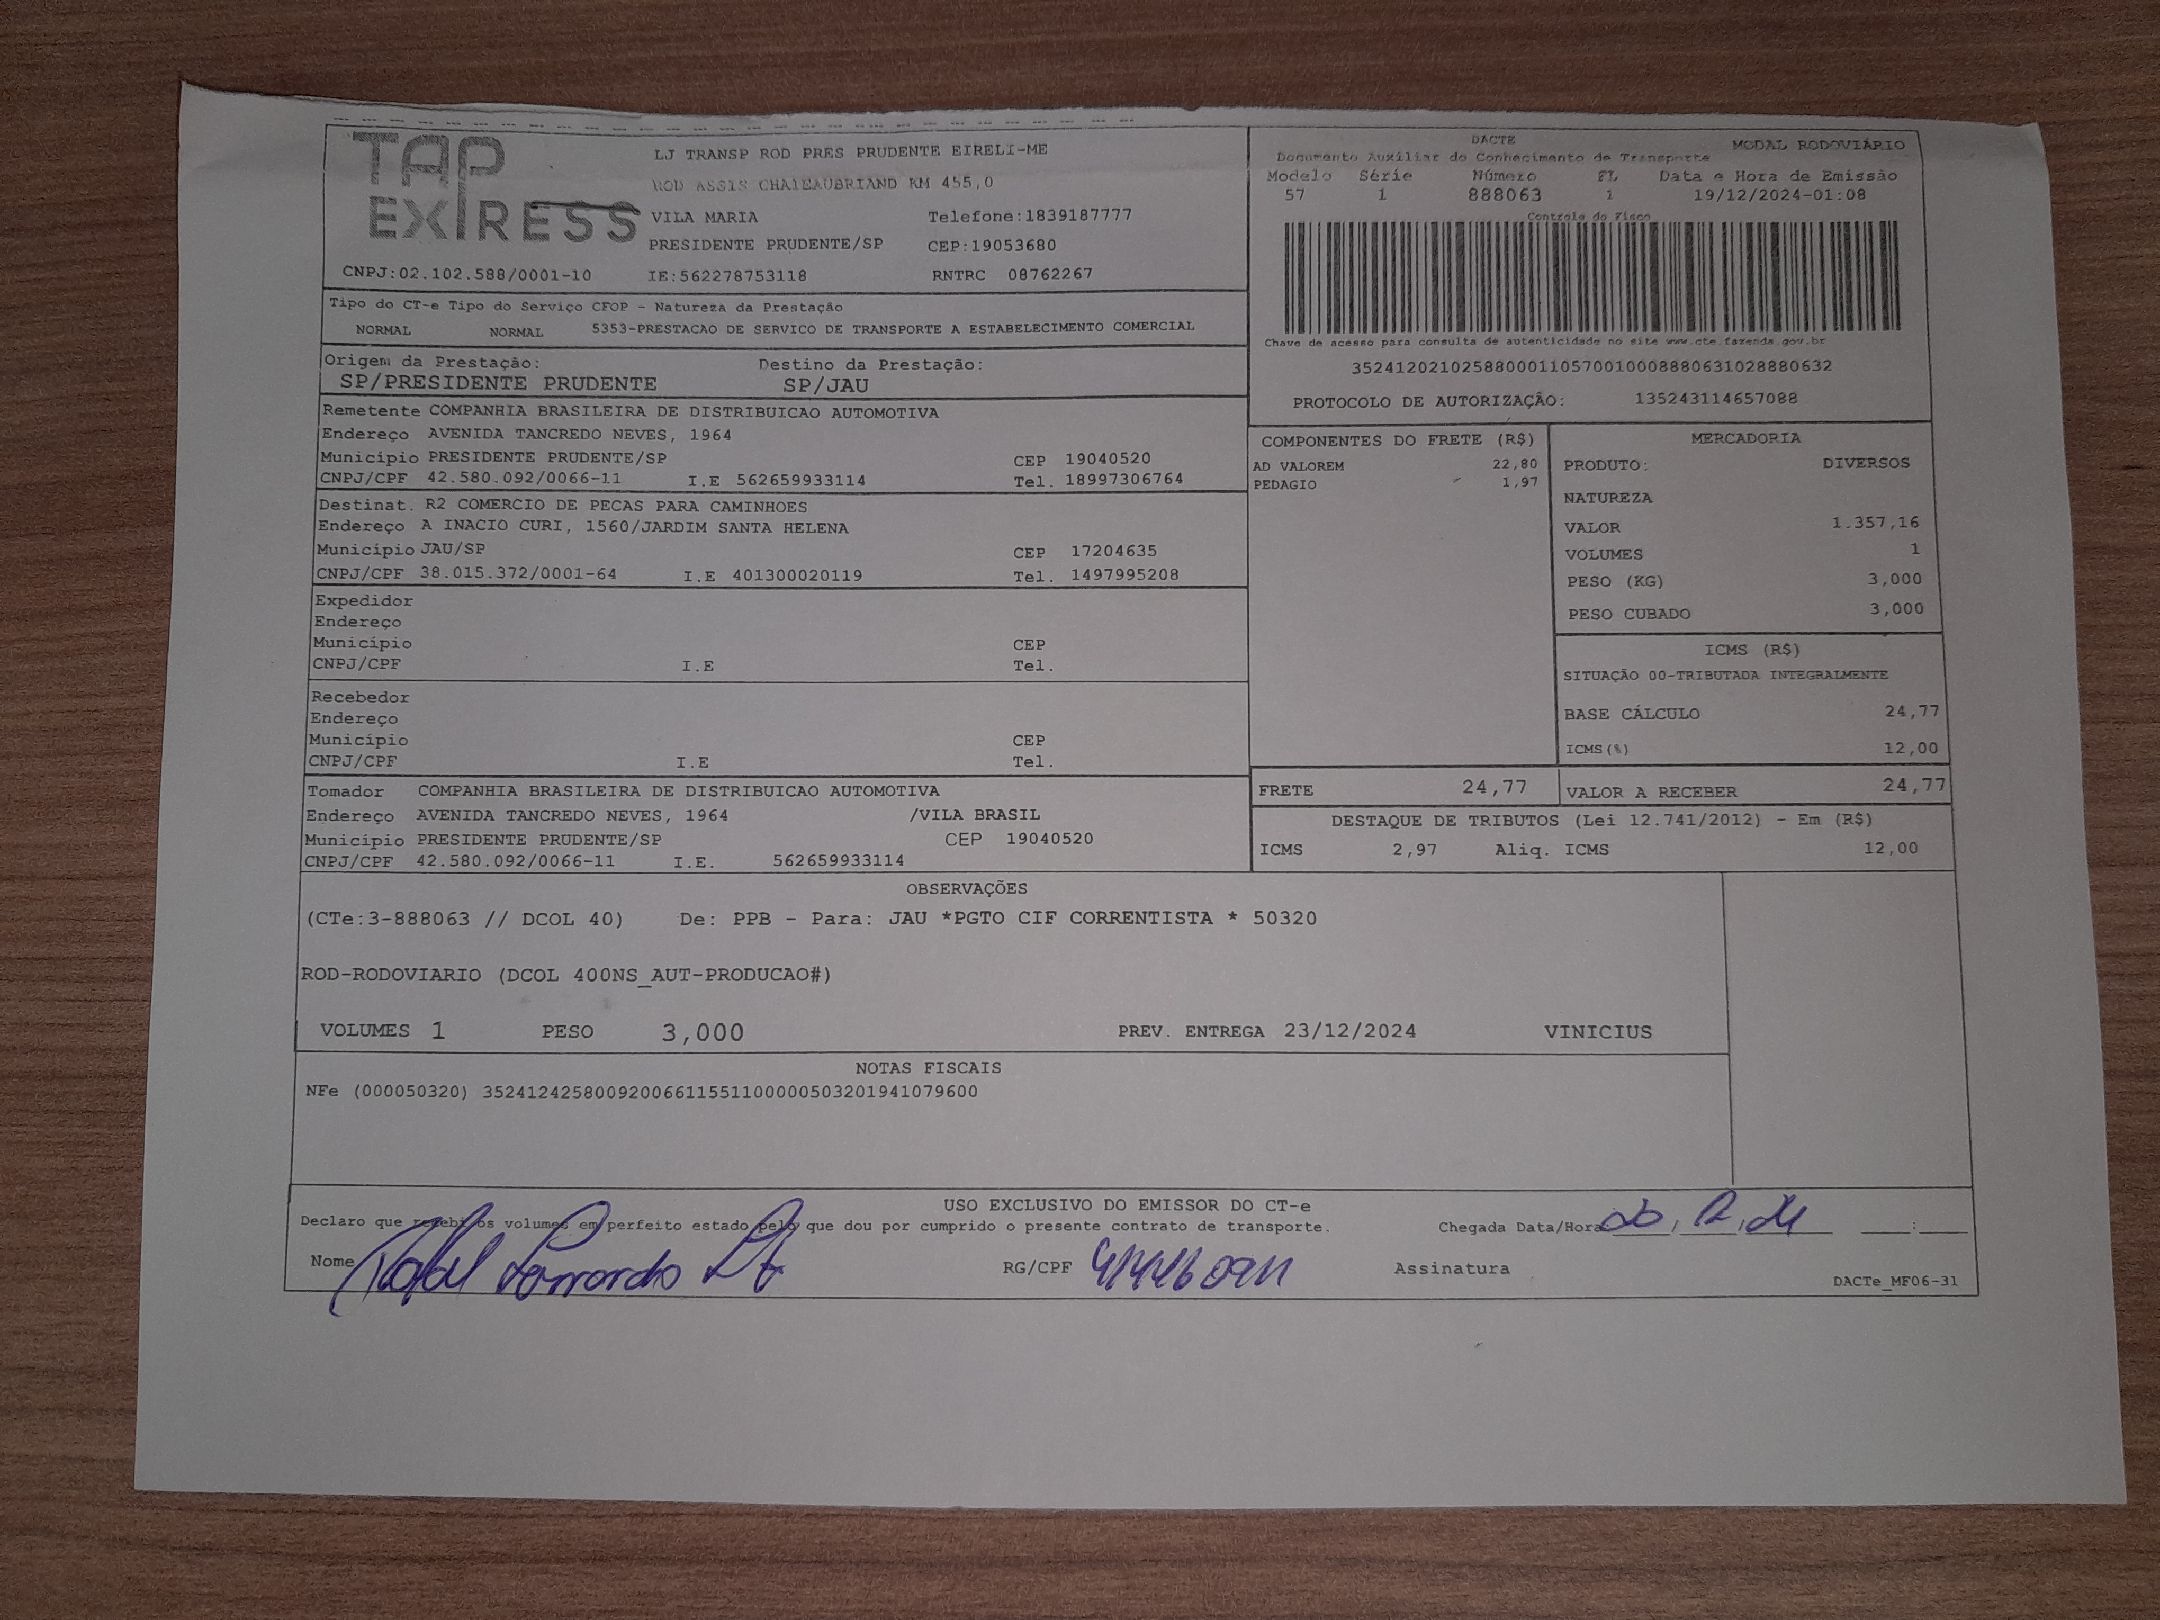 TAP EXPRESS
LJ TRANSP ROD PRES PRUDENTE EIRELI-ME
ROD ASSIS CHATEAUBRIAND KM 455,0
VILA MARIA Telefone:1839187777
PRESIDENTE PRUDENTE/SP CEP:19053680
CNPJ:02.102.588/0001-10 IE:562278753118 RNTRC 08762267
DACTE MODAL RODOVIÁRIO
Documento Auxiliar do Conhecimento de Transporte
Modelo Série Número FL Data e Hora de Emissão
57 1 888063 1 19/12/2024-01:08
Controle do Fisco
Chave de acesso para consulta de autenticidade no site www.cte.fazenda.gov.br
35241202102588000110570010008880631028880632
PROTOCOLO DE AUTORIZAÇÃO: 135243114657088
Tipo do CT-e Tipo do Serviço CFOP - Natureza da Prestação
NORMAL NORMAL 5353-PRESTACAO DE SERVICO DE TRANSPORTE A ESTABELECIMENTO COMERCIAL
Origem da Prestação: Destino da Prestação:
SP/PRESIDENTE PRUDENTE SP/JAU
Remetente COMPANHIA BRASILEIRA DE DISTRIBUICAO AUTOMOTIVA
Endereço AVENIDA TANCREDO NEVES, 1964
Município PRESIDENTE PRUDENTE/SP CEP 19040520
CNPJ/CPF 42.580.092/0066-11 I.E 562659933114 Tel. 18997306764
Destinat. R2 COMERCIO DE PECAS PARA CAMINHOES
Endereço A INACIO CURI, 1560/JARDIM SANTA HELENA
Município JAU/SP CEP 17204635
CNPJ/CPF 38.015.372/0001-64 I.E 401300020119 Tel. 1497995208
Expedidor
Endereço
Município CEP
CNPJ/CPF I.E Tel.
Recebedor
Endereço
Município CEP
CNPJ/CPF I.E Tel.
Tomador COMPANHIA BRASILEIRA DE DISTRIBUICAO AUTOMOTIVA
Endereço AVENIDA TANCREDO NEVES, 1964 /VILA BRASIL
Município PRESIDENTE PRUDENTE/SP CEP 19040520
CNPJ/CPF 42.580.092/0066-11 I.E. 562659933114
COMPONENTES DO FRETE (R$)
AD VALOREM 22,80
PEDAGIO 1,97
MERCADORIA
PRODUTO: DIVERSOS
NATUREZA
VALOR 1.357,16
VOLUMES 1
PESO (KG) 3,000
PESO CUBADO 3,000
ICMS (R$)
SITUAÇÃO 00-TRIBUTADA INTEGRALMENTE
BASE CÁLCULO 24,77
ICMS(%) 12,00
FRETE 24,77 VALOR A RECEBER 24,77
DESTAQUE DE TRIBUTOS (Lei 12.741/2012) - Em (R$)
ICMS 2,97 Aliq. ICMS 12,00
OBSERVAÇÕES
(CTe:3-888063 // DCOL 40) De: PPB - Para: JAU *PGTO CIF CORRENTISTA * 50320
ROD-RODOVIARIO (DCOL 400NS_AUT-PRODUCAO#)
VOLUMES 1 PESO 3,000 PREV. ENTREGA 23/12/2024 VINICIUS
NOTAS FISCAIS
NFe (000050320) 35241242580092006611551100000503201941079600
USO EXCLUSIVO DO EMISSOR DO CT-e
Declaro que recebi os volumes em perfeito estado pelo que dou por cumprido o presente contrato de transporte. Chegada Data/Hora
Nome RG/CPF Assinatura
DACTe_MF06-31